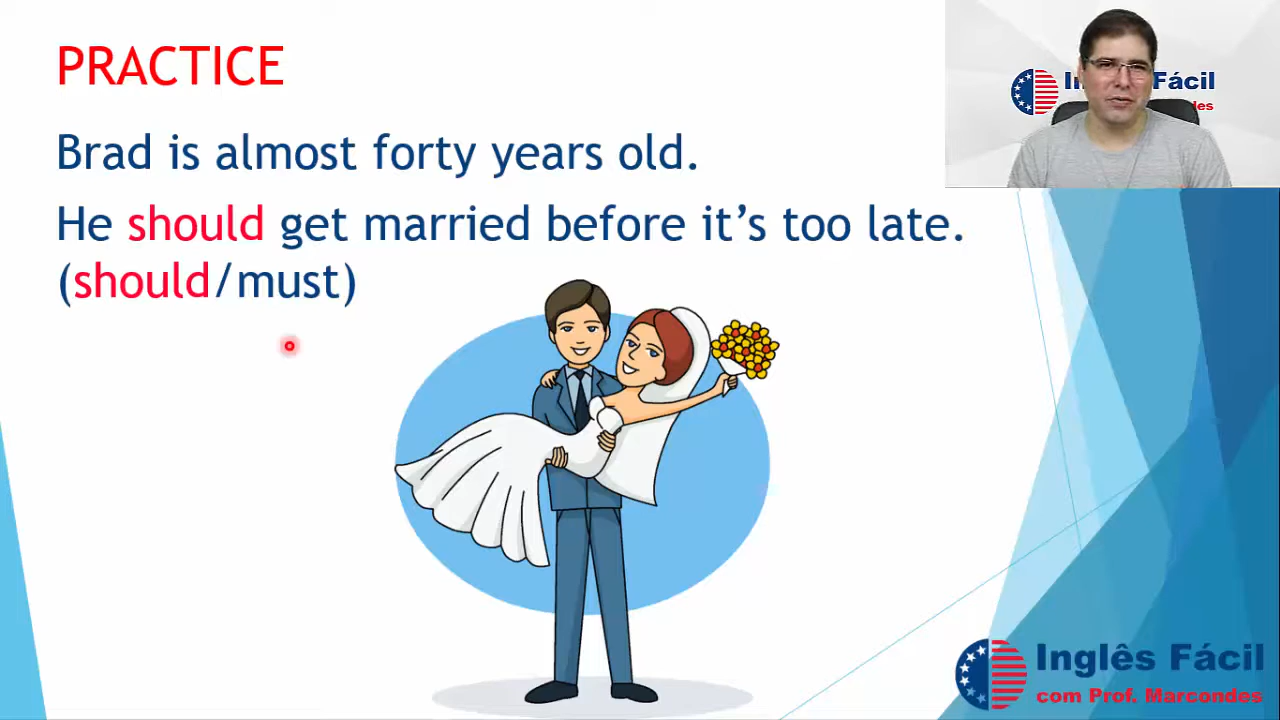 PRACTICE
Brad is almost forty years old.
He should get married before it’s too late.
(should/must)
Fácil
Inglês Fácil
com Prof. Marcondes